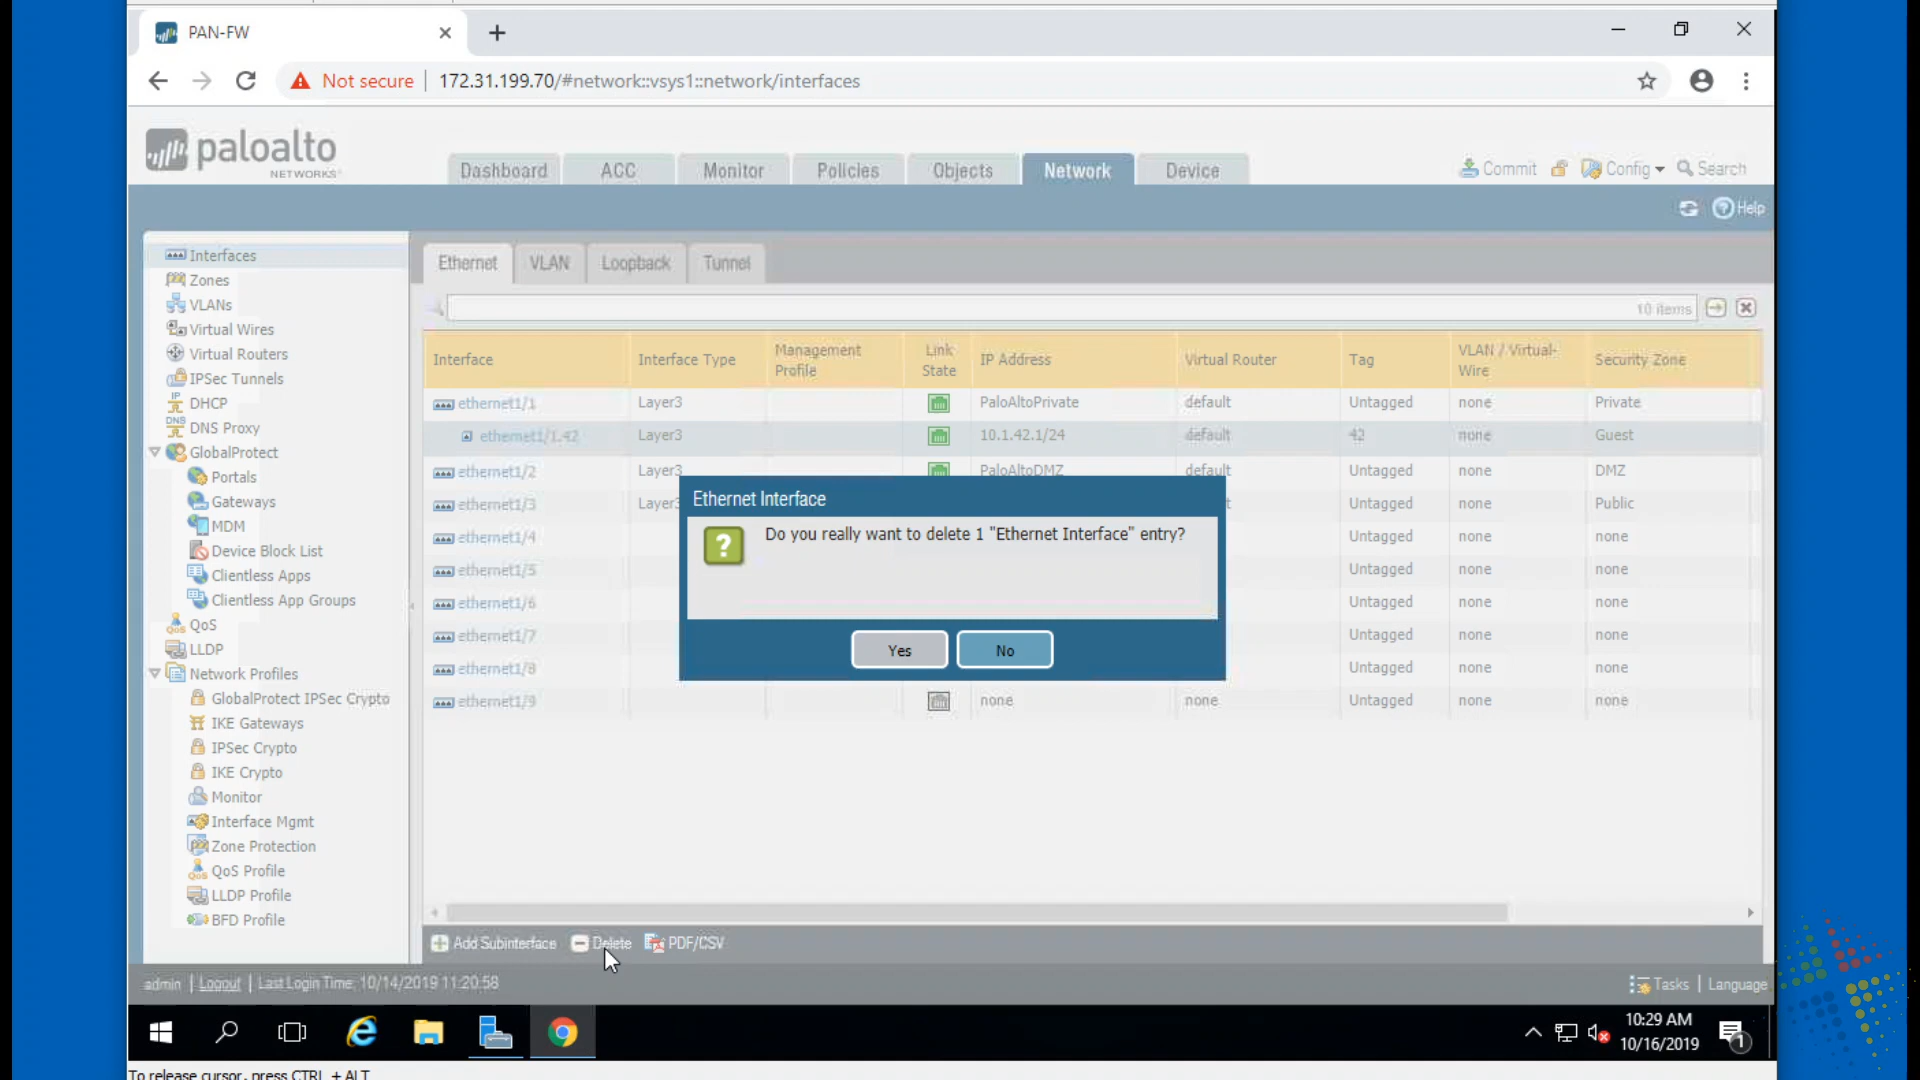 PAN-FW
Not secure | 172.31.199.70/#network::vsys1::network/interfaces
paloalto
NETWORKS
Dashboard ACC Monitor Policies Objects Network Device
Commit Config Search
Help
Interfaces
Zones
VLANs
Virtual Wires
Virtual Routers
IPSec Tunnels
DHCP
DNS Proxy
GlobalProtect
Portals
Gateways
MDM
Device Block List
Clientless Apps
Clientless App Groups
QoS
LLDP
Network Profiles
GlobalProtect IPSec Crypto
IKE Gateways
IPSec Crypto
IKE Crypto
Monitor
Interface Mgmt
Zone Protection
QoS Profile
LLDP Profile
BFD Profile
Ethernet VLAN Loopback Tunnel
10 items
Interface Interface Type Management Profile Link State IP Address Virtual Router Tag VLAN / Virtual-Wire Security Zone
ethernet1/1 Layer3 PaloAltoPrivate default Untagged none Private
ethernet1/1.42 Layer3 10.1.42.1/24 default 42 none Guest
ethernet1/2 Layer3 PaloAltoDMZ default Untagged none DMZ
ethernet1/3 Layer3 Untagged none Public
ethernet1/4 Untagged none none
ethernet1/5 Untagged none none
ethernet1/6 Untagged none none
ethernet1/7 Untagged none none
ethernet1/8 Untagged none none
ethernet1/9 none none Untagged none none
Ethernet Interface
Do you really want to delete 1 "Ethernet Interface" entry?
Yes No
Add Subinterface Delete PDF/CSV
admin | Logout | Last Login Time: 10/14/2019 11:20:58
Tasks | Language
10:29 AM
10/16/2019
1
To release cursor, press CTRL + ALT